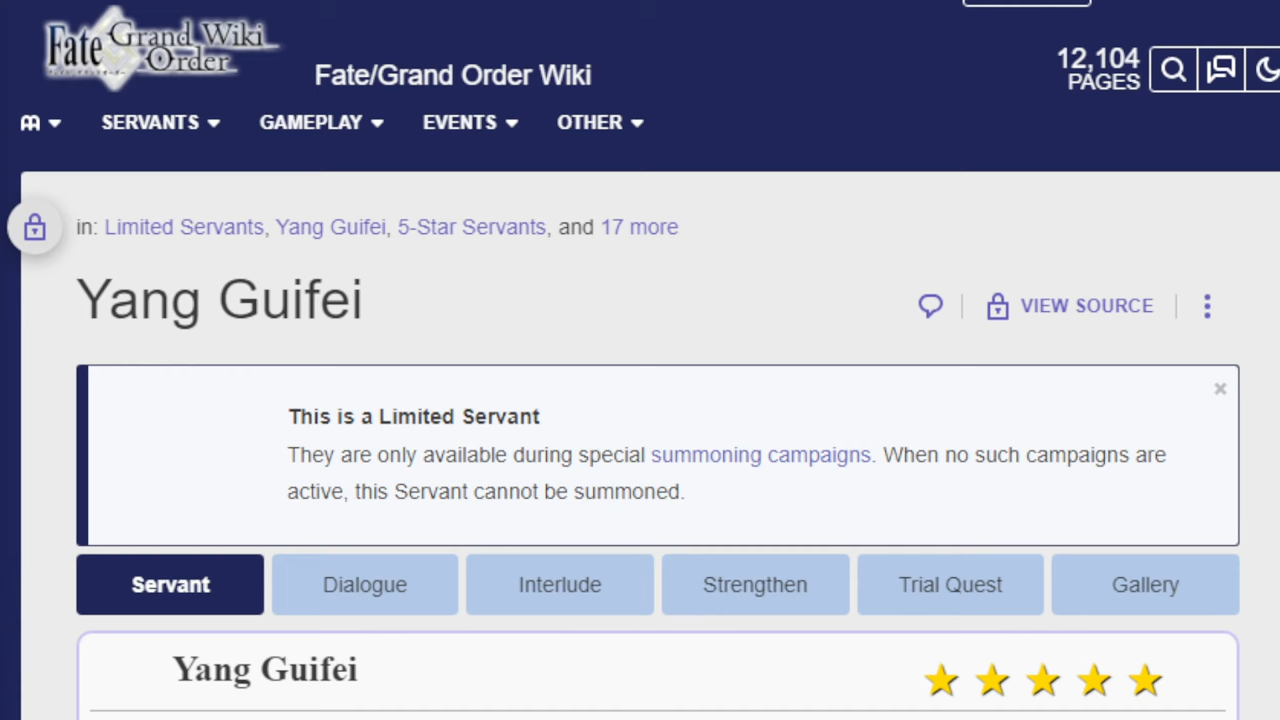 Fate Grand Order Wiki
Fate/Grand Order Wiki
12,104
PAGES
SERVANTS GAMEPLAY EVENTS OTHER
in: Limited Servants, Yang Guifei, 5-Star Servants, and 17 more
Yang Guifei
VIEW SOURCE
This is a Limited Servant
They are only available during special summoning campaigns. When no such campaigns are
active, this Servant cannot be summoned.
Servant Dialogue Interlude Strengthen Trial Quest Gallery
Yang Guifei